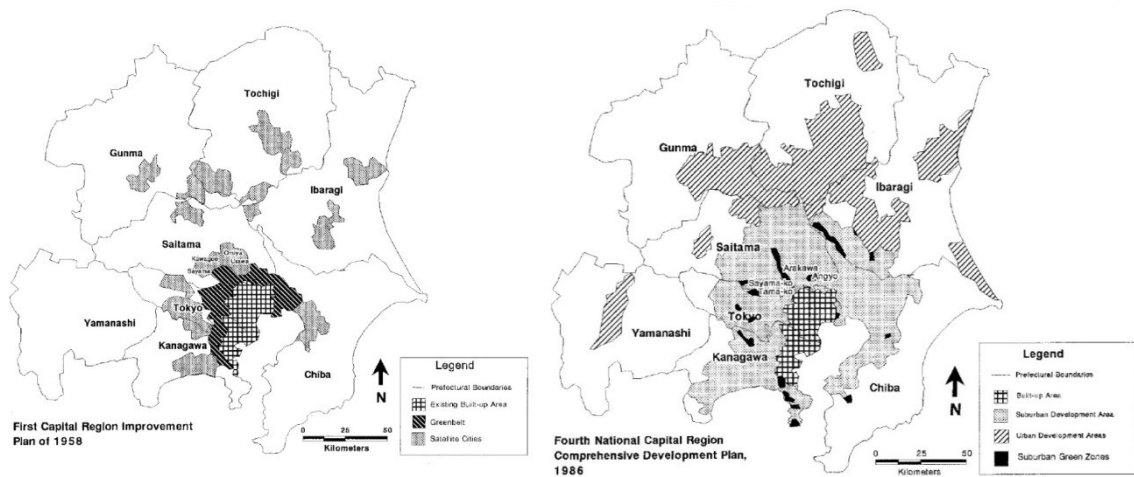 Tochigi
Gunma
Ibaragi
Saitama
Kawagoe
Omiya
Urawa
Sayama
Tokyo
Yamanashi
Kanagawa
Chiba
N
Legend
Prefectural Boundaries
Existing Built-up Area
Greenbelt
Satellite Cities
First Capital Region Improvement
Plan of 1958
0 25 50
Kilometers
Tochigi
Gunma
Ibaragi
Saitama
Arakawa
Angyo
Sayama-ko
Tama-ko
Tokyo
Yamanashi
Kanagawa
Chiba
N
Legend
Prefectural Boundaries
Built-up Area
Suburban Development Area
Urban Development Areas
Suburban Green Zones
Fourth National Capital Region
Comprehensive Development Plan,
1986
0 25 50
Kilometers